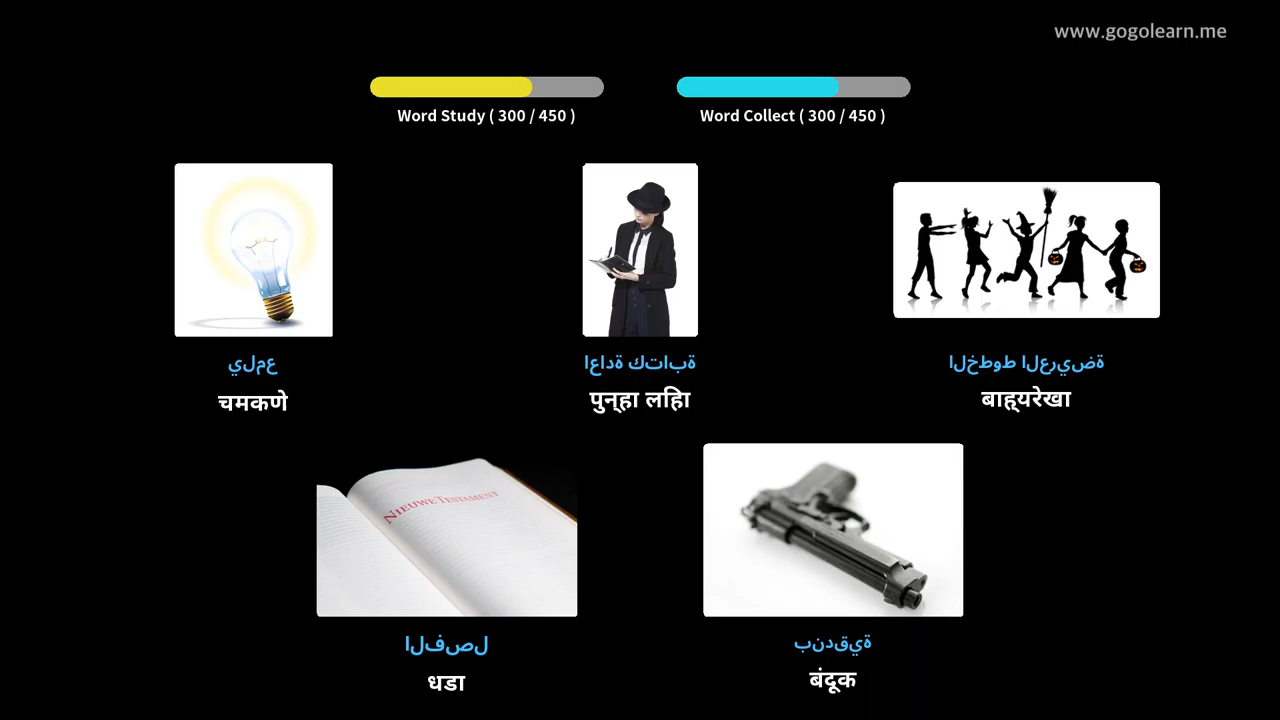 www.gogolearn.me
Word Study ( 300 / 450 )
Word Collect ( 300 / 450 )
يلمع
चमकणे
اعادة كتابة
पुन्हा लहिा
الخطوط العريضة
बाह्यरेखा
NIEUWE TESTAMENT
الفصل
धडा
بندقية
बंदूक